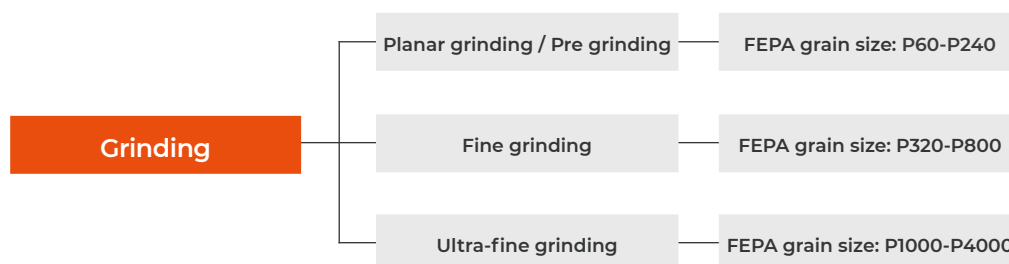 Planar grinding / Pre grinding
FEPA grain size: P60-P240
Grinding
Fine grinding
FEPA grain size: P320-P800
Ultra-fine grinding
FEPA grain size: P1000-P4000